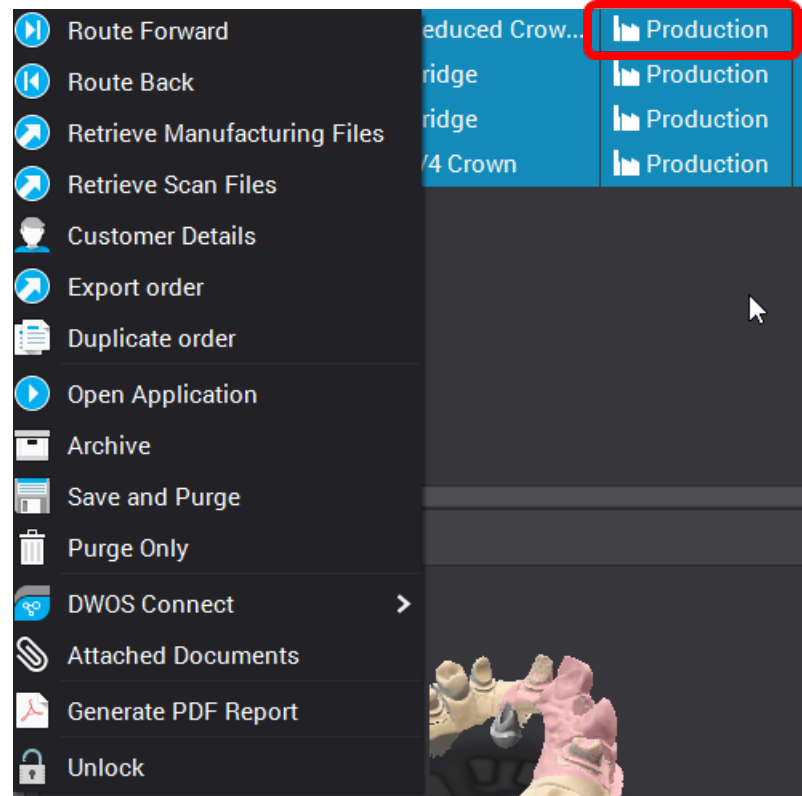 Route Forward
educed Crow...
Production
Route Back
ridge
Production
Retrieve Manufacturing Files
ridge
Production
Retrieve Scan Files
/4 Crown
Production
Customer Details
Export order
Duplicate order
Open Application
Archive
Save and Purge
Purge Only
DWOS Connect
Attached Documents
Generate PDF Report
Unlock